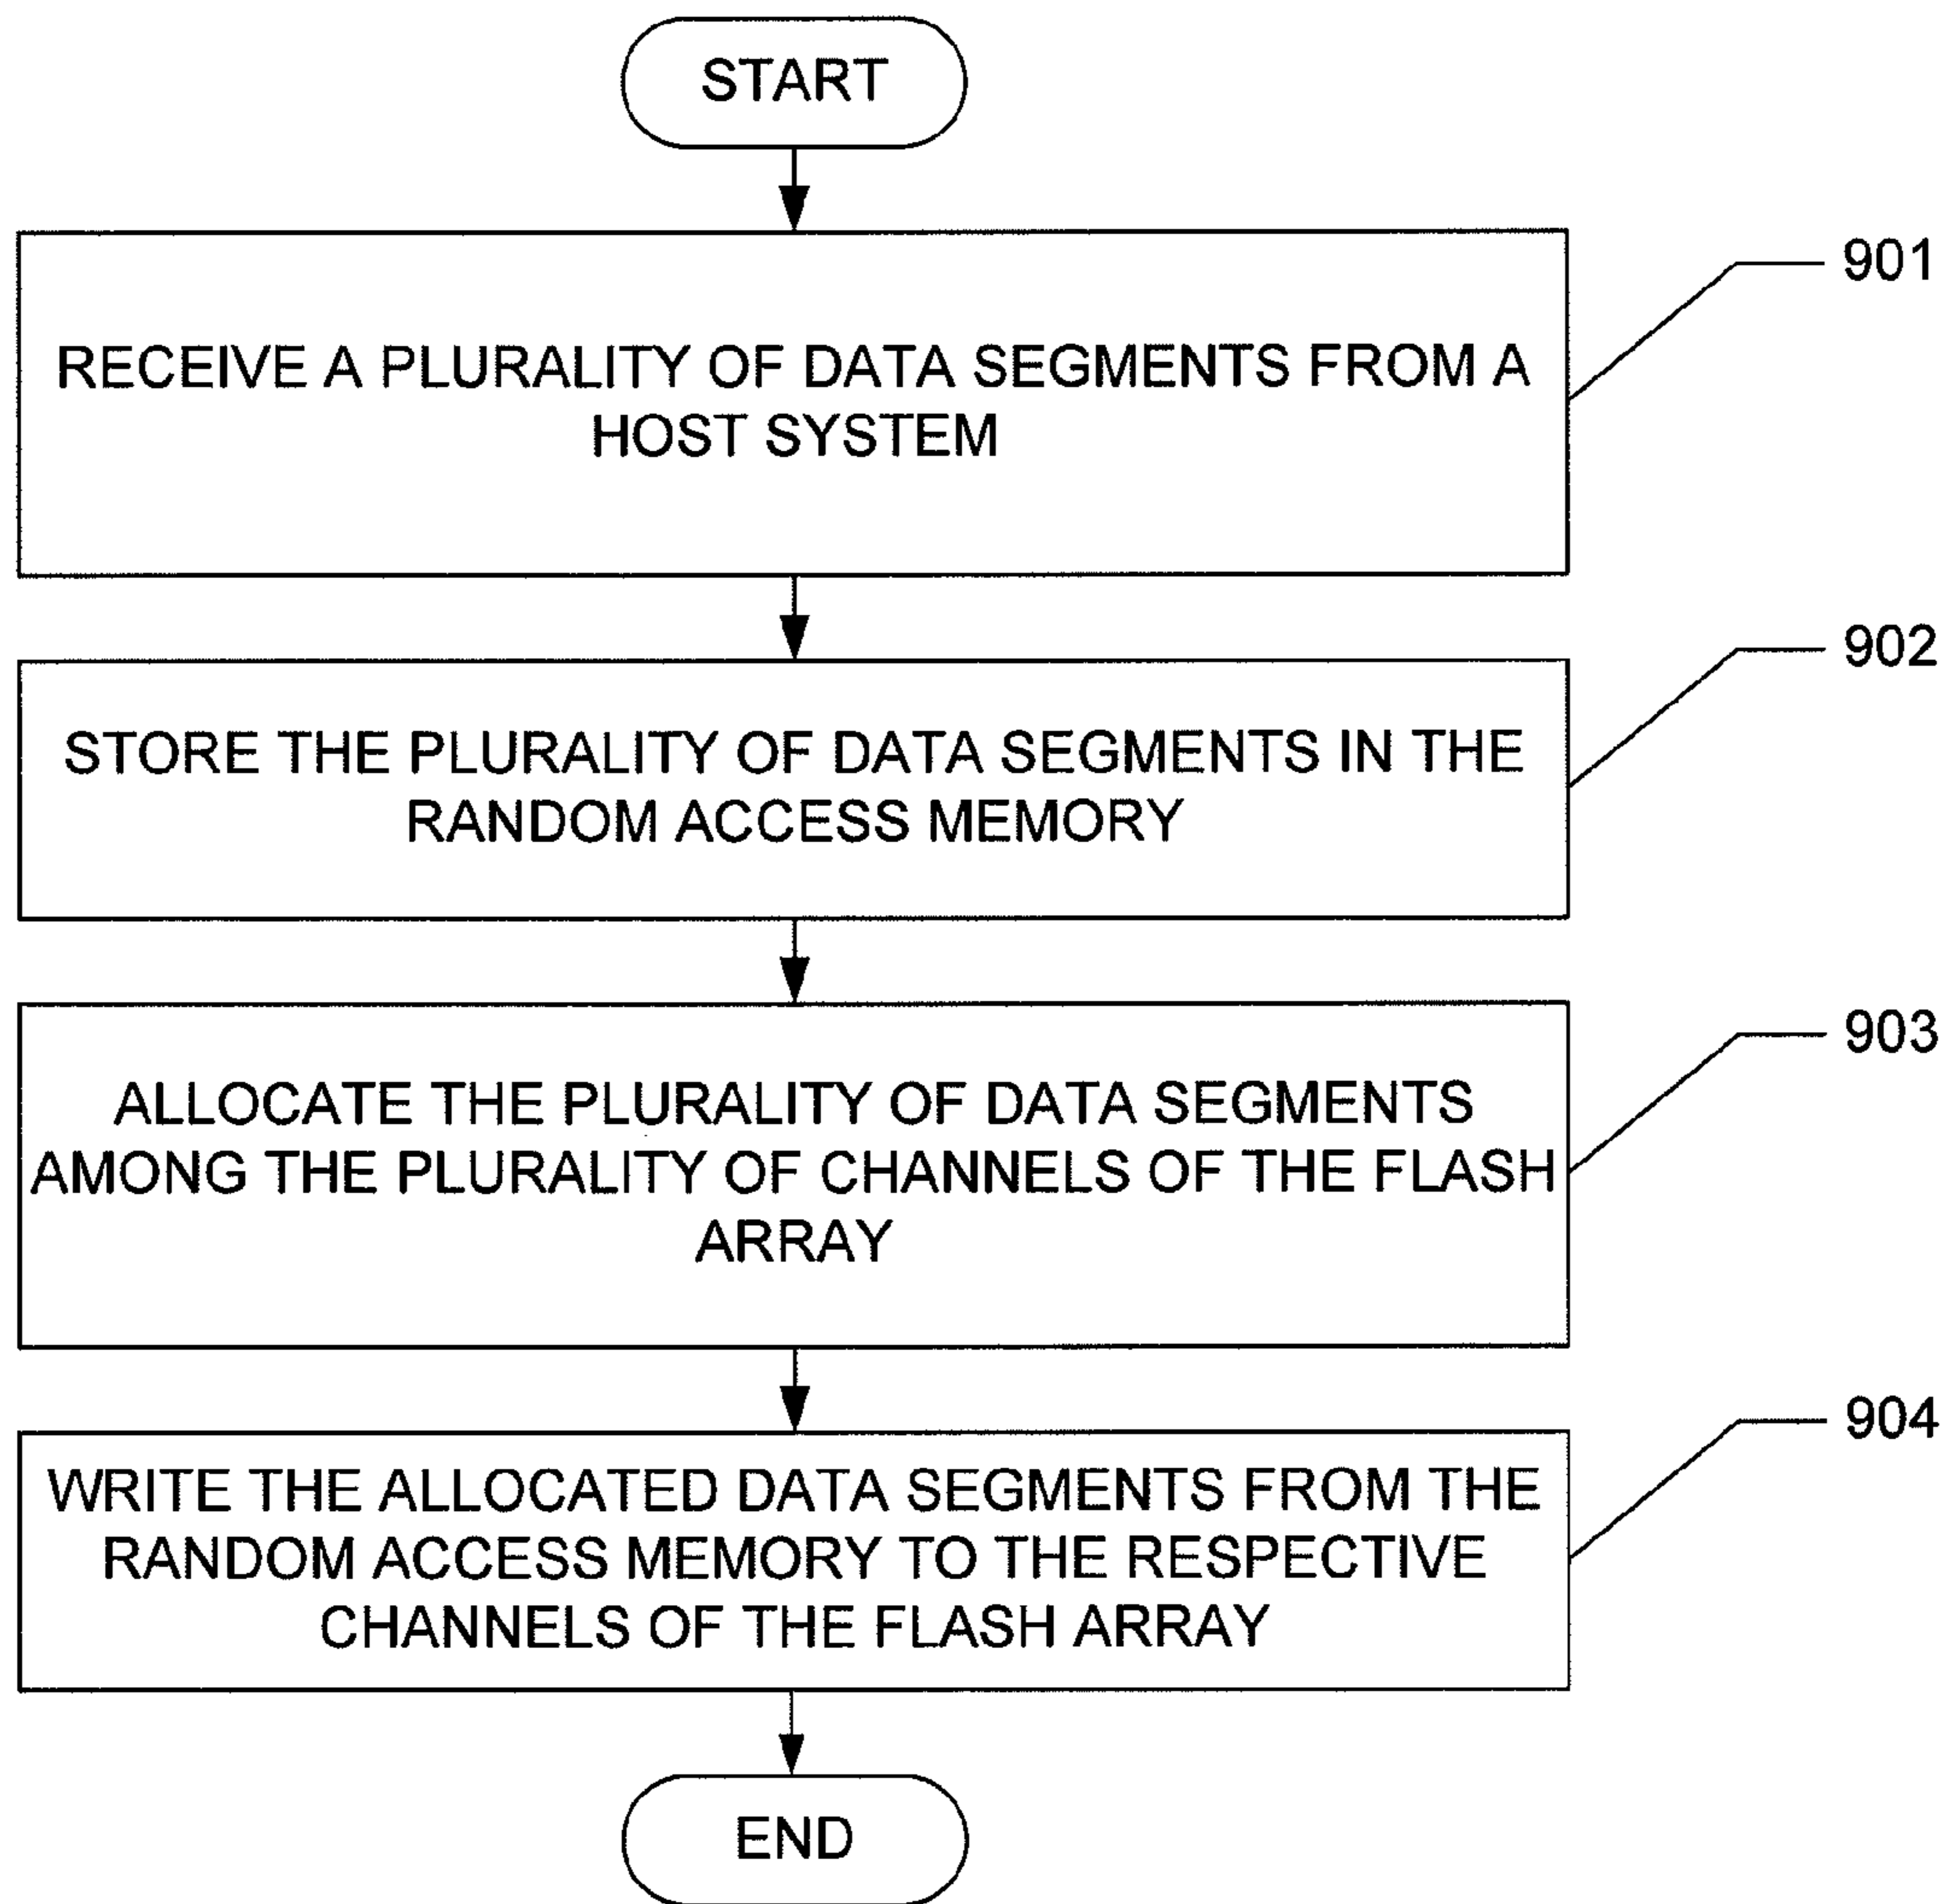 START
RECEIVE A PLURALITY OF DATA SEGMENTS FROM A
HOST SYSTEM
901
STORE THE PLURALITY OF DATA SEGMENTS IN THE
RANDOM ACCESS MEMORY
902
ALLOCATE THE PLURALITY OF DATA SEGMENTS
AMONG THE PLURALITY OF CHANNELS OF THE FLASH
ARRAY
903
WRITE THE ALLOCATED DATA SEGMENTS FROM THE
RANDOM ACCESS MEMORY TO THE RESPECTIVE
CHANNELS OF THE FLASH ARRAY
904
END